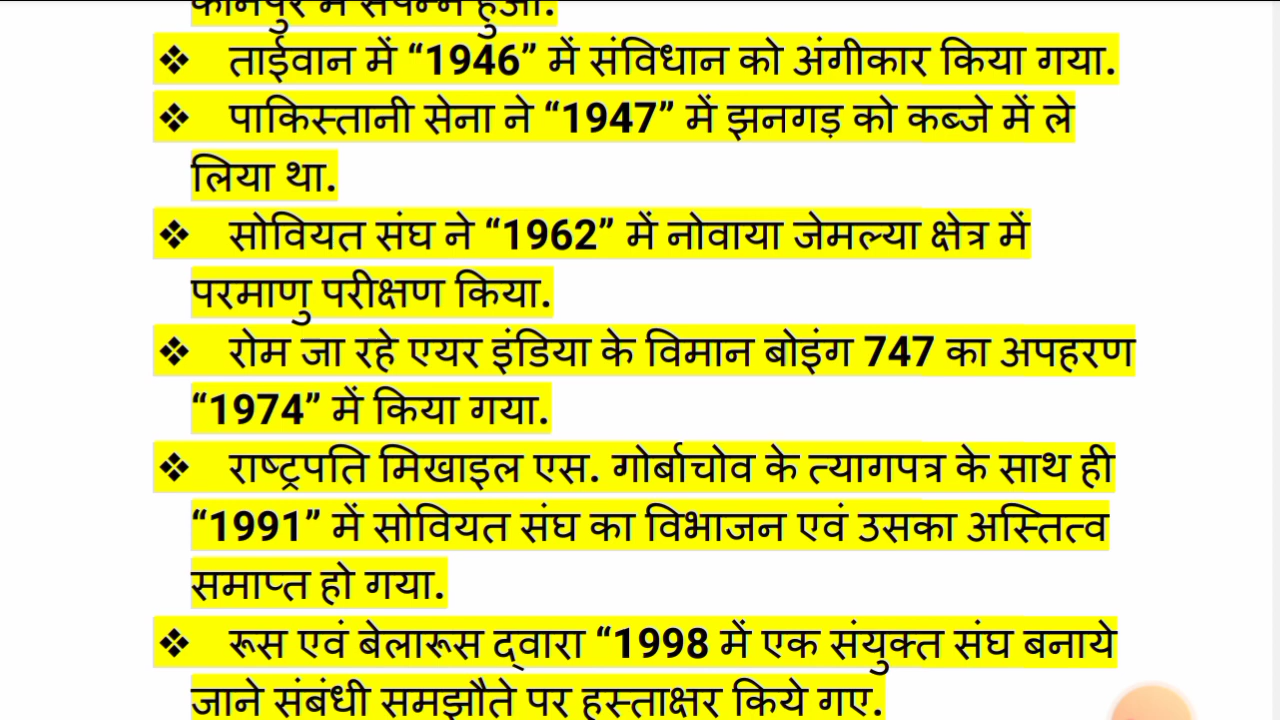 कानपुर में संपन्न हुआ.
❖ ताईवान में “1946” में संविधान को अंगीकार किया गया.
❖ पाकिस्तानी सेना ने “1947” में झनगड़ को कब्जे में ले
लिया था.
❖ सोवियत संघ ने “1962” में नोवाया जेमल्या क्षेत्र में
परमाणु परीक्षण किया.
❖ रोम जा रहे एयर इंडिया के विमान बोइंग 747 का अपहरण
“1974” में किया गया.
❖ राष्ट्रपति मिखाइल एस. गोर्बाचोव के त्यागपत्र के साथ ही
“1991” में सोवियत संघ का विभाजन एवं उसका अस्तित्व
समाप्त हो गया.
❖ रूस एवं बेलारूस द्वारा “1998 में एक संयुक्त संघ बनाये
जाने संबंधी समझौते पर हस्ताक्षर किये गए.